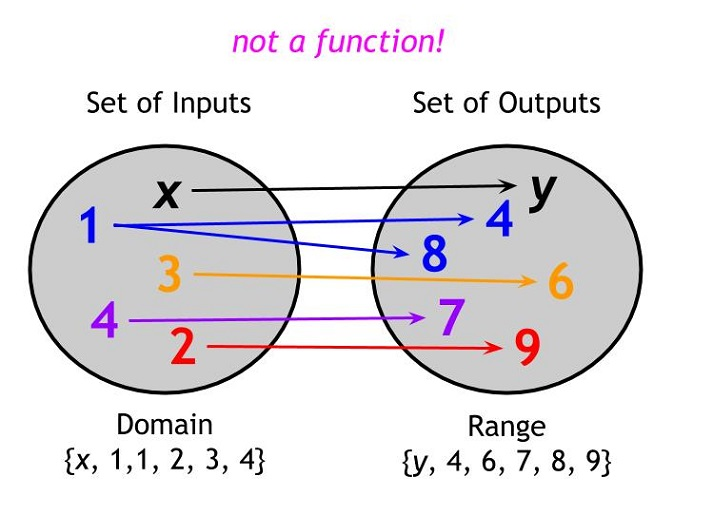 not a function!
Set of Inputs
Set of Outputs
x
y
1
4
8
3
6
4
7
2
9
Domain
{x, 1,1, 2, 3, 4}
Range
{y, 4, 6, 7, 8, 9}